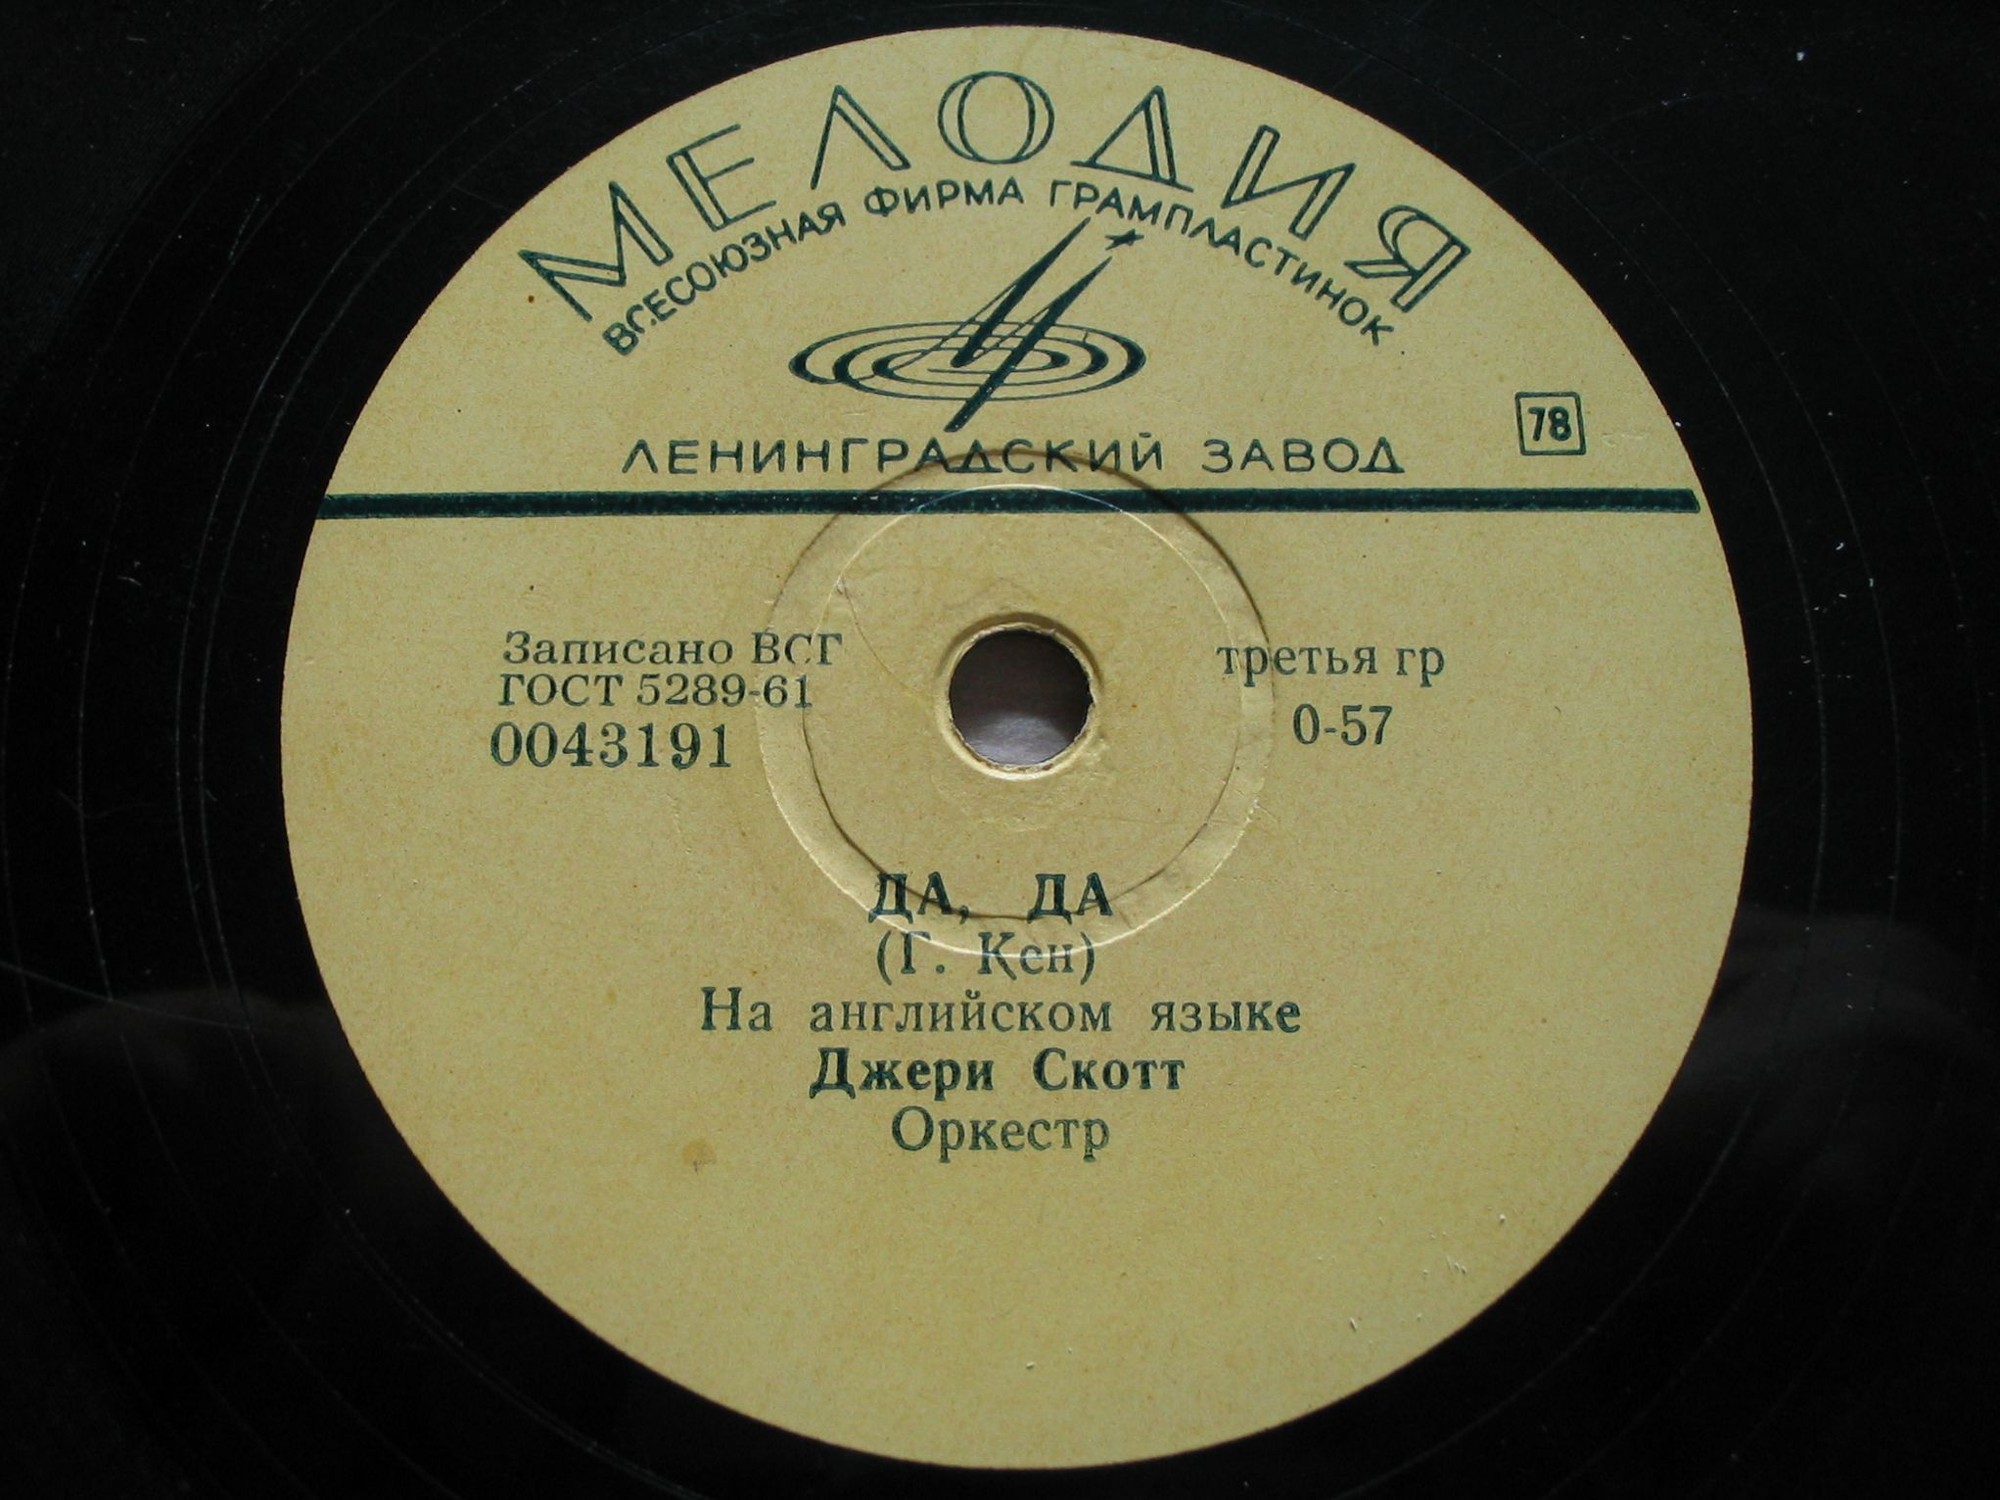 МЕЛОДИЯ
ВСЕСОЮЗНАЯ ФИРМА ГРАМПЛАСТИНОК
ЛЕНИНГРАДСКИЙ ЗАВОД
78
Записано ВСГ
ГОСТ 5289-61
0043191
третья гр
0-57
ДА, ДА
(Г. Кен)
На английском языке
Джери Скотт
Оркестр